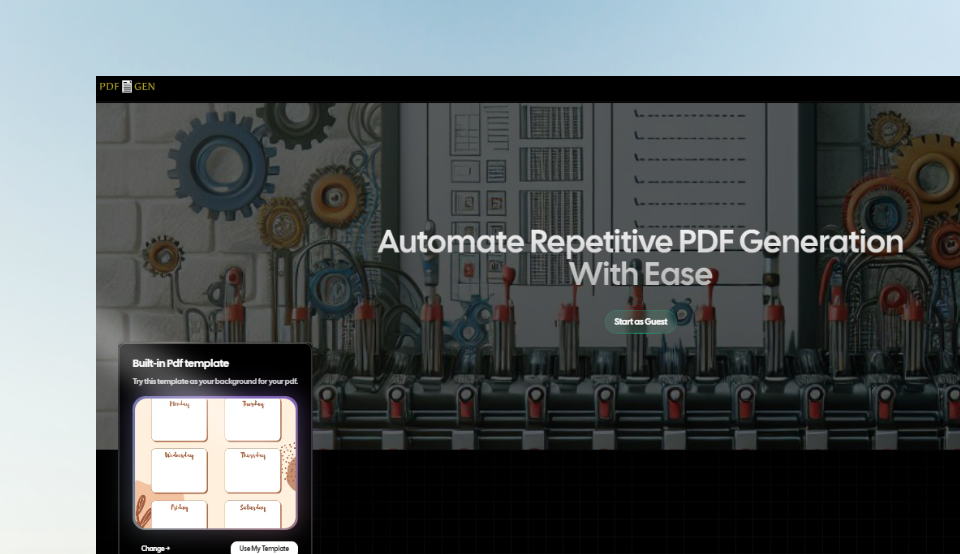 PDF GEN
Automate Repetitive PDF Generation
With Ease
Start as Guest
Built-in Pdf template
Try this template as your background for your pdf.
Monday
Tuesday
Wednesday
Thursday
Friday
Saturday
Change→
Use My Template